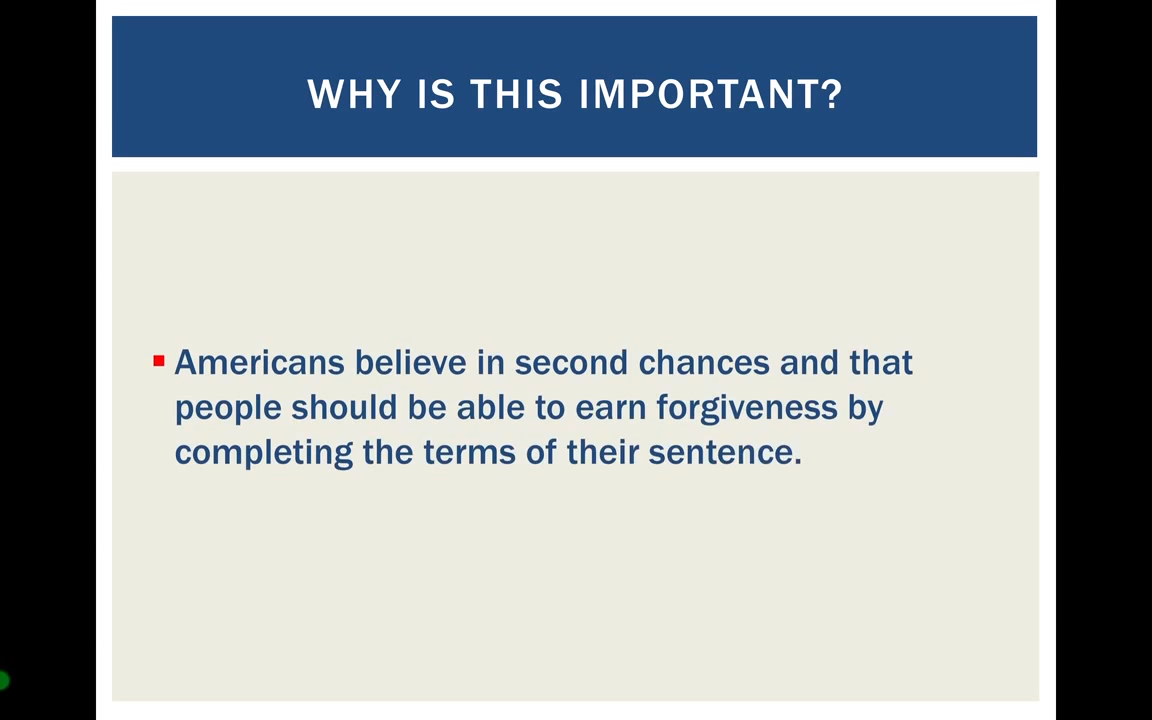 WHY IS THIS IMPORTANT?
Americans believe in second chances and that
people should be able to earn forgiveness by
completing the terms of their sentence.